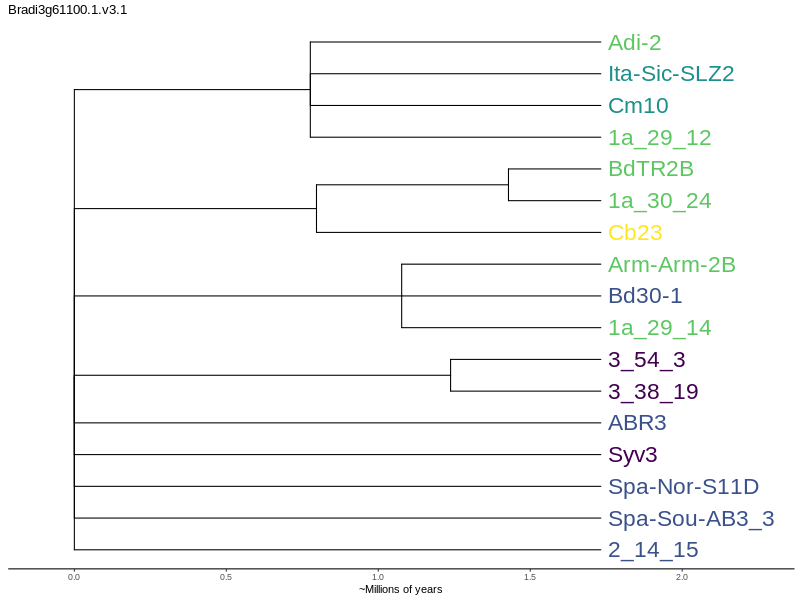 Bradi3g61100.1.v3.1
Adi-2
Ita-Sic-SLZ2
Cm10
1a_29_12
BdTR2B
1a_30_24
Cb23
Arm-Arm-2B
Bd30-1
1a_29_14
3_54_3
3_38_19
ABR3
Syv3
Spa-Nor-S11D
Spa-Sou-AB3_3
2_14_15
0.0 0.5 1.0 1.5 2.0
~Millions of years